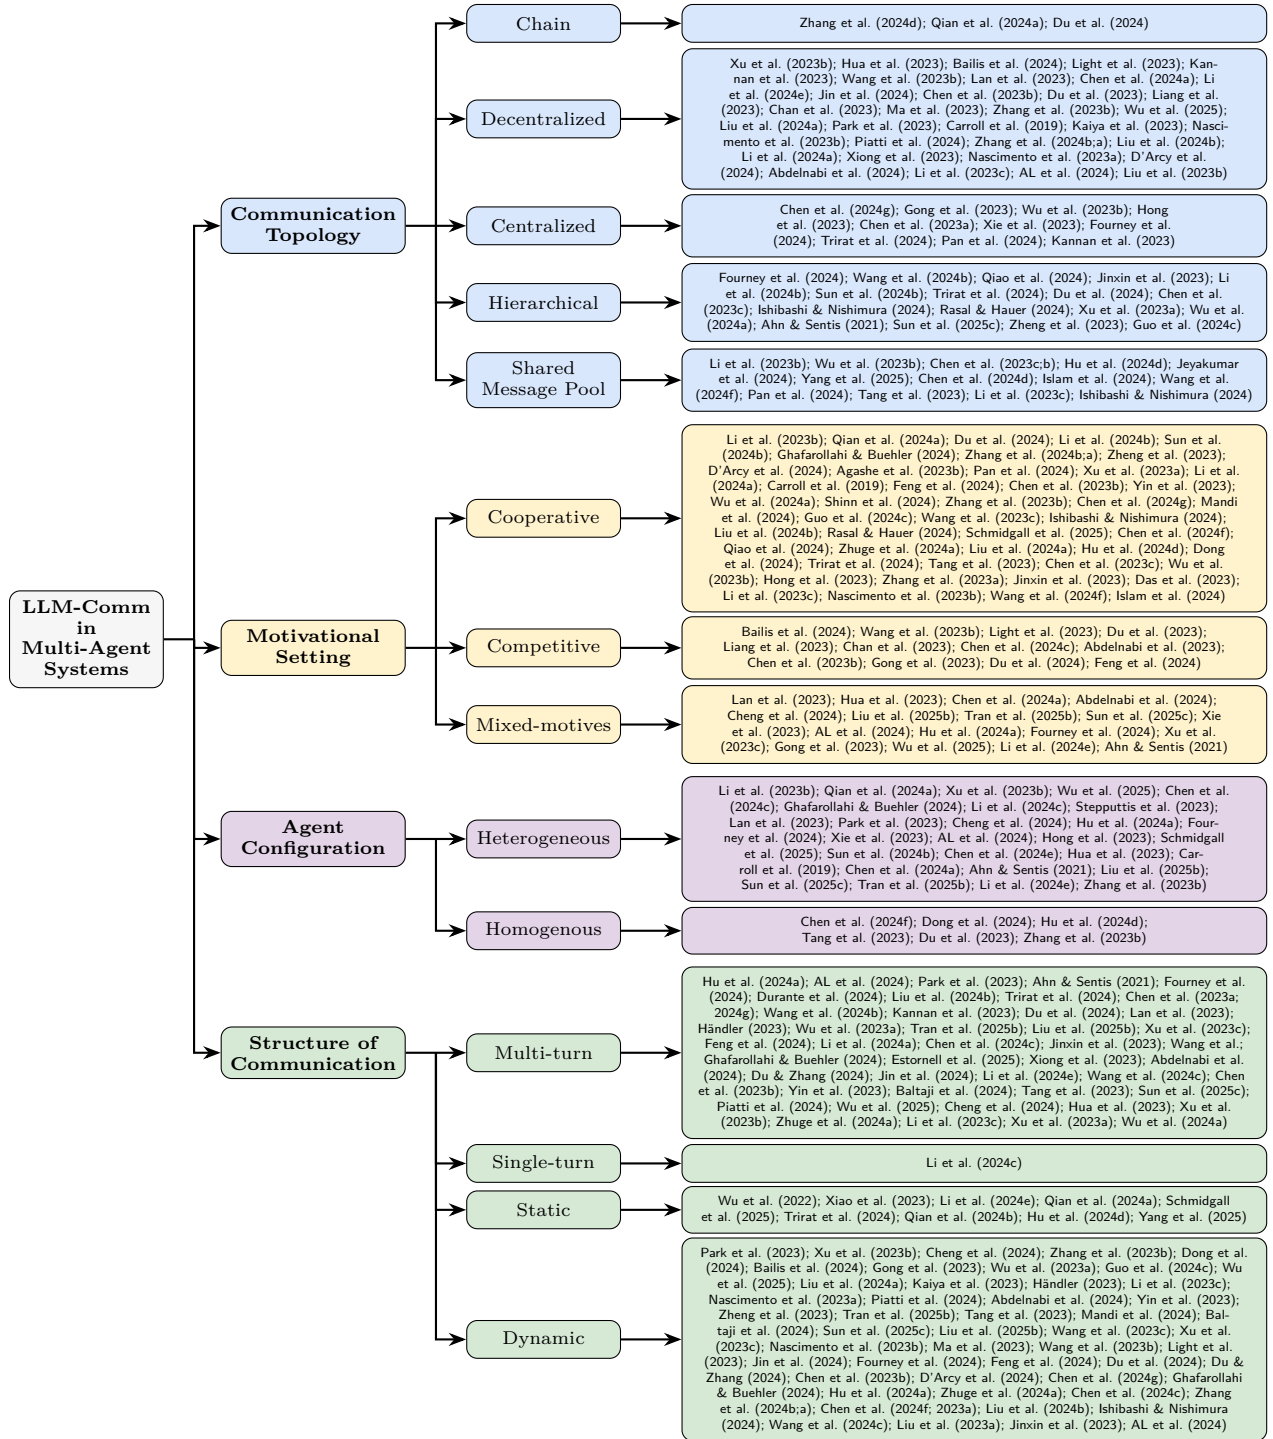 LLM-Comm
in
Multi-Agent
Systems
Communication
Topology
Chain
Zhang et al. (2024d); Qian et al. (2024a); Du et al. (2024)
Decentralized
Xu et al. (2023b); Hua et al. (2023); Bailis et al. (2024); Light et al. (2023); Kan-
nan et al. (2023); Wang et al. (2023b); Lan et al. (2023); Chen et al. (2024a); Li
et al. (2024e); Jin et al. (2024); Chen et al. (2023b); Du et al. (2023); Liang et al.
(2023); Chan et al. (2023); Ma et al. (2023); Zhang et al. (2023b); Wu et al. (2025);
Liu et al. (2024a); Park et al. (2023); Carroll et al. (2019); Kaiya et al. (2023); Nasci-
mento et al. (2023b); Piatti et al. (2024); Zhang et al. (2024b;a); Liu et al. (2024b);
Li et al. (2024a); Xiong et al. (2023); Nascimento et al. (2023a); D'Arcy et al.
(2024); Abdelnabi et al. (2024); Li et al. (2023c); AL et al. (2024); Liu et al. (2023b)
Centralized
Chen et al. (2024g); Gong et al. (2023); Wu et al. (2023b); Hong
et al. (2023); Chen et al. (2023a); Xie et al. (2023); Fourney et al.
(2024); Trirat et al. (2024); Pan et al. (2024); Kannan et al. (2023)
Hierarchical
Fourney et al. (2024); Wang et al. (2024b); Qiao et al. (2024); Jinxin et al. (2023); Li
et al. (2024b); Sun et al. (2024b); Trirat et al. (2024); Du et al. (2024); Chen et al.
(2023c); Ishibashi & Nishimura (2024); Rasal & Hauer (2024); Xu et al. (2023a); Wu et al.
(2024a); Ahn & Sentis (2021); Sun et al. (2025c); Zheng et al. (2023); Guo et al. (2024c)
Shared
Message Pool
Li et al. (2023b); Wu et al. (2023b); Chen et al. (2023c;b); Hu et al. (2024d); Jeyakumar
et al. (2024); Yang et al. (2025); Chen et al. (2024d); Islam et al. (2024); Wang et al.
(2024f); Pan et al. (2024); Tang et al. (2023); Li et al. (2023c); Ishibashi & Nishimura (2024)
Motivational
Setting
Cooperative
Li et al. (2023b); Qian et al. (2024a); Du et al. (2024); Li et al. (2024b); Sun et al.
(2024b); Ghafarollahi & Buehler (2024); Zhang et al. (2024b;a); Zheng et al. (2023);
D'Arcy et al. (2024); Agashe et al. (2023b); Pan et al. (2024); Xu et al. (2023a); Li et al.
(2024a); Carroll et al. (2019); Feng et al. (2024); Chen et al. (2023b); Yin et al. (2023);
Wu et al. (2024a); Shinn et al. (2024); Zhang et al. (2023b); Chen et al. (2024g); Mandi
et al. (2024); Guo et al. (2024c); Wang et al. (2023c); Ishibashi & Nishimura (2024);
Liu et al. (2024b); Rasal & Hauer (2024); Schmidgall et al. (2025); Chen et al. (2024f);
Qiao et al. (2024); Zhuge et al. (2024a); Liu et al. (2024a); Hu et al. (2024d); Dong
et al. (2024); Trirat et al. (2024); Tang et al. (2023); Chen et al. (2023c); Wu et al.
(2023b); Hong et al. (2023); Zhang et al. (2023a); Jinxin et al. (2023); Das et al. (2023);
Li et al. (2023c); Nascimento et al. (2023b); Wang et al. (2024f); Islam et al. (2024)
Competitive
Bailis et al. (2024); Wang et al. (2023b); Light et al. (2023); Du et al. (2023);
Liang et al. (2023); Chan et al. (2023); Chen et al. (2024c); Abdelnabi et al. (2023);
Chen et al. (2023b); Gong et al. (2023); Du et al. (2024); Feng et al. (2024)
Mixed-motives
Lan et al. (2023); Hua et al. (2023); Chen et al. (2024a); Abdelnabi et al. (2024);
Cheng et al. (2024); Liu et al. (2025b); Tran et al. (2025b); Sun et al. (2025c); Xie
et al. (2023); AL et al. (2024); Hu et al. (2024a); Fourney et al. (2024); Xu et al.
(2023c); Gong et al. (2023); Wu et al. (2025); Li et al. (2024e); Ahn & Sentis (2021)
Agent
Configuration
Heterogeneous
Li et al. (2023b); Qian et al. (2024a); Xu et al. (2023b); Wu et al. (2025); Chen et al.
(2024c); Ghafarollahi & Buehler (2024); Li et al. (2024c); Stepputtis et al. (2023);
Lan et al. (2023); Park et al. (2023); Cheng et al. (2024); Hu et al. (2024a); Four-
ney et al. (2024); Xie et al. (2023); AL et al. (2024); Hong et al. (2023); Schmidgall
et al. (2025); Sun et al. (2024b); Chen et al. (2024e); Hua et al. (2023); Car-
roll et al. (2019); Chen et al. (2024a); Ahn & Sentis (2021); Liu et al. (2025b);
Sun et al. (2025c); Tran et al. (2025b); Li et al. (2024e); Zhang et al. (2023b)
Homogenous
Chen et al. (2024f); Dong et al. (2024); Hu et al. (2024d);
Tang et al. (2023); Du et al. (2023); Zhang et al. (2023b)
Structure of
Communication
Multi-turn
Hu et al. (2024a); AL et al. (2024); Park et al. (2023); Ahn & Sentis (2021); Fourney et al.
(2024); Durante et al. (2024); Liu et al. (2024b); Trirat et al. (2024); Chen et al. (2023a;
2024g); Wang et al. (2024b); Kannan et al. (2023); Du et al. (2024); Lan et al. (2023);
Händler (2023); Wu et al. (2023a); Tran et al. (2025b); Liu et al. (2025b); Xu et al. (2023c);
Feng et al. (2024); Li et al. (2024a); Chen et al. (2024c); Jinxin et al. (2023); Wang et al.;
Ghafarollahi & Buehler (2024); Estornell et al. (2025); Xiong et al. (2023); Abdelnabi et al.
(2024); Du & Zhang (2024); Jin et al. (2024); Li et al. (2024e); Wang et al. (2024c); Chen
et al. (2023b); Yin et al. (2023); Baltaji et al. (2024); Tang et al. (2023); Sun et al. (2025c);
Piatti et al. (2024); Wu et al. (2025); Cheng et al. (2024); Hua et al. (2023); Xu et al.
(2023b); Zhuge et al. (2024a); Li et al. (2023c); Xu et al. (2023a); Wu et al. (2024a)
Single-turn
Li et al. (2024c)
Static
Wu et al. (2022); Xiao et al. (2023); Li et al. (2024e); Qian et al. (2024a); Schmidgall
et al. (2025); Trirat et al. (2024); Qian et al. (2024b); Hu et al. (2024d); Yang et al. (2025)
Dynamic
Park et al. (2023); Xu et al. (2023b); Cheng et al. (2024); Zhang et al. (2023b); Dong et al.
(2024); Bailis et al. (2024); Gong et al. (2023); Wu et al. (2023a); Guo et al. (2024c); Wu
et al. (2025); Liu et al. (2024a); Kaiya et al. (2023); Händler (2023); Li et al. (2023c);
Nascimento et al. (2023a); Piatti et al. (2024); Abdelnabi et al. (2024); Yin et al. (2023);
Zheng et al. (2023); Tran et al. (2025b); Tang et al. (2023); Mandi et al. (2024); Bal-
taji et al. (2024); Sun et al. (2025c); Liu et al. (2025b); Wang et al. (2023c); Xu et al.
(2023c); Nascimento et al. (2023b); Ma et al. (2023); Wang et al. (2023b); Light et al.
(2023); Jin et al. (2024); Fourney et al. (2024); Feng et al. (2024); Du et al. (2024); Du &
Zhang (2024); Chen et al. (2023b); D'Arcy et al. (2024); Chen et al. (2024g); Ghafarollahi
& Buehler (2024); Hu et al. (2024a); Zhuge et al. (2024a); Chen et al. (2024c); Zhang
et al. (2024b;a); Chen et al. (2024f; 2023a); Liu et al. (2024b); Ishibashi & Nishimura
(2024); Wang et al. (2024c); Liu et al. (2023a); Jinxin et al. (2023); AL et al. (2024)